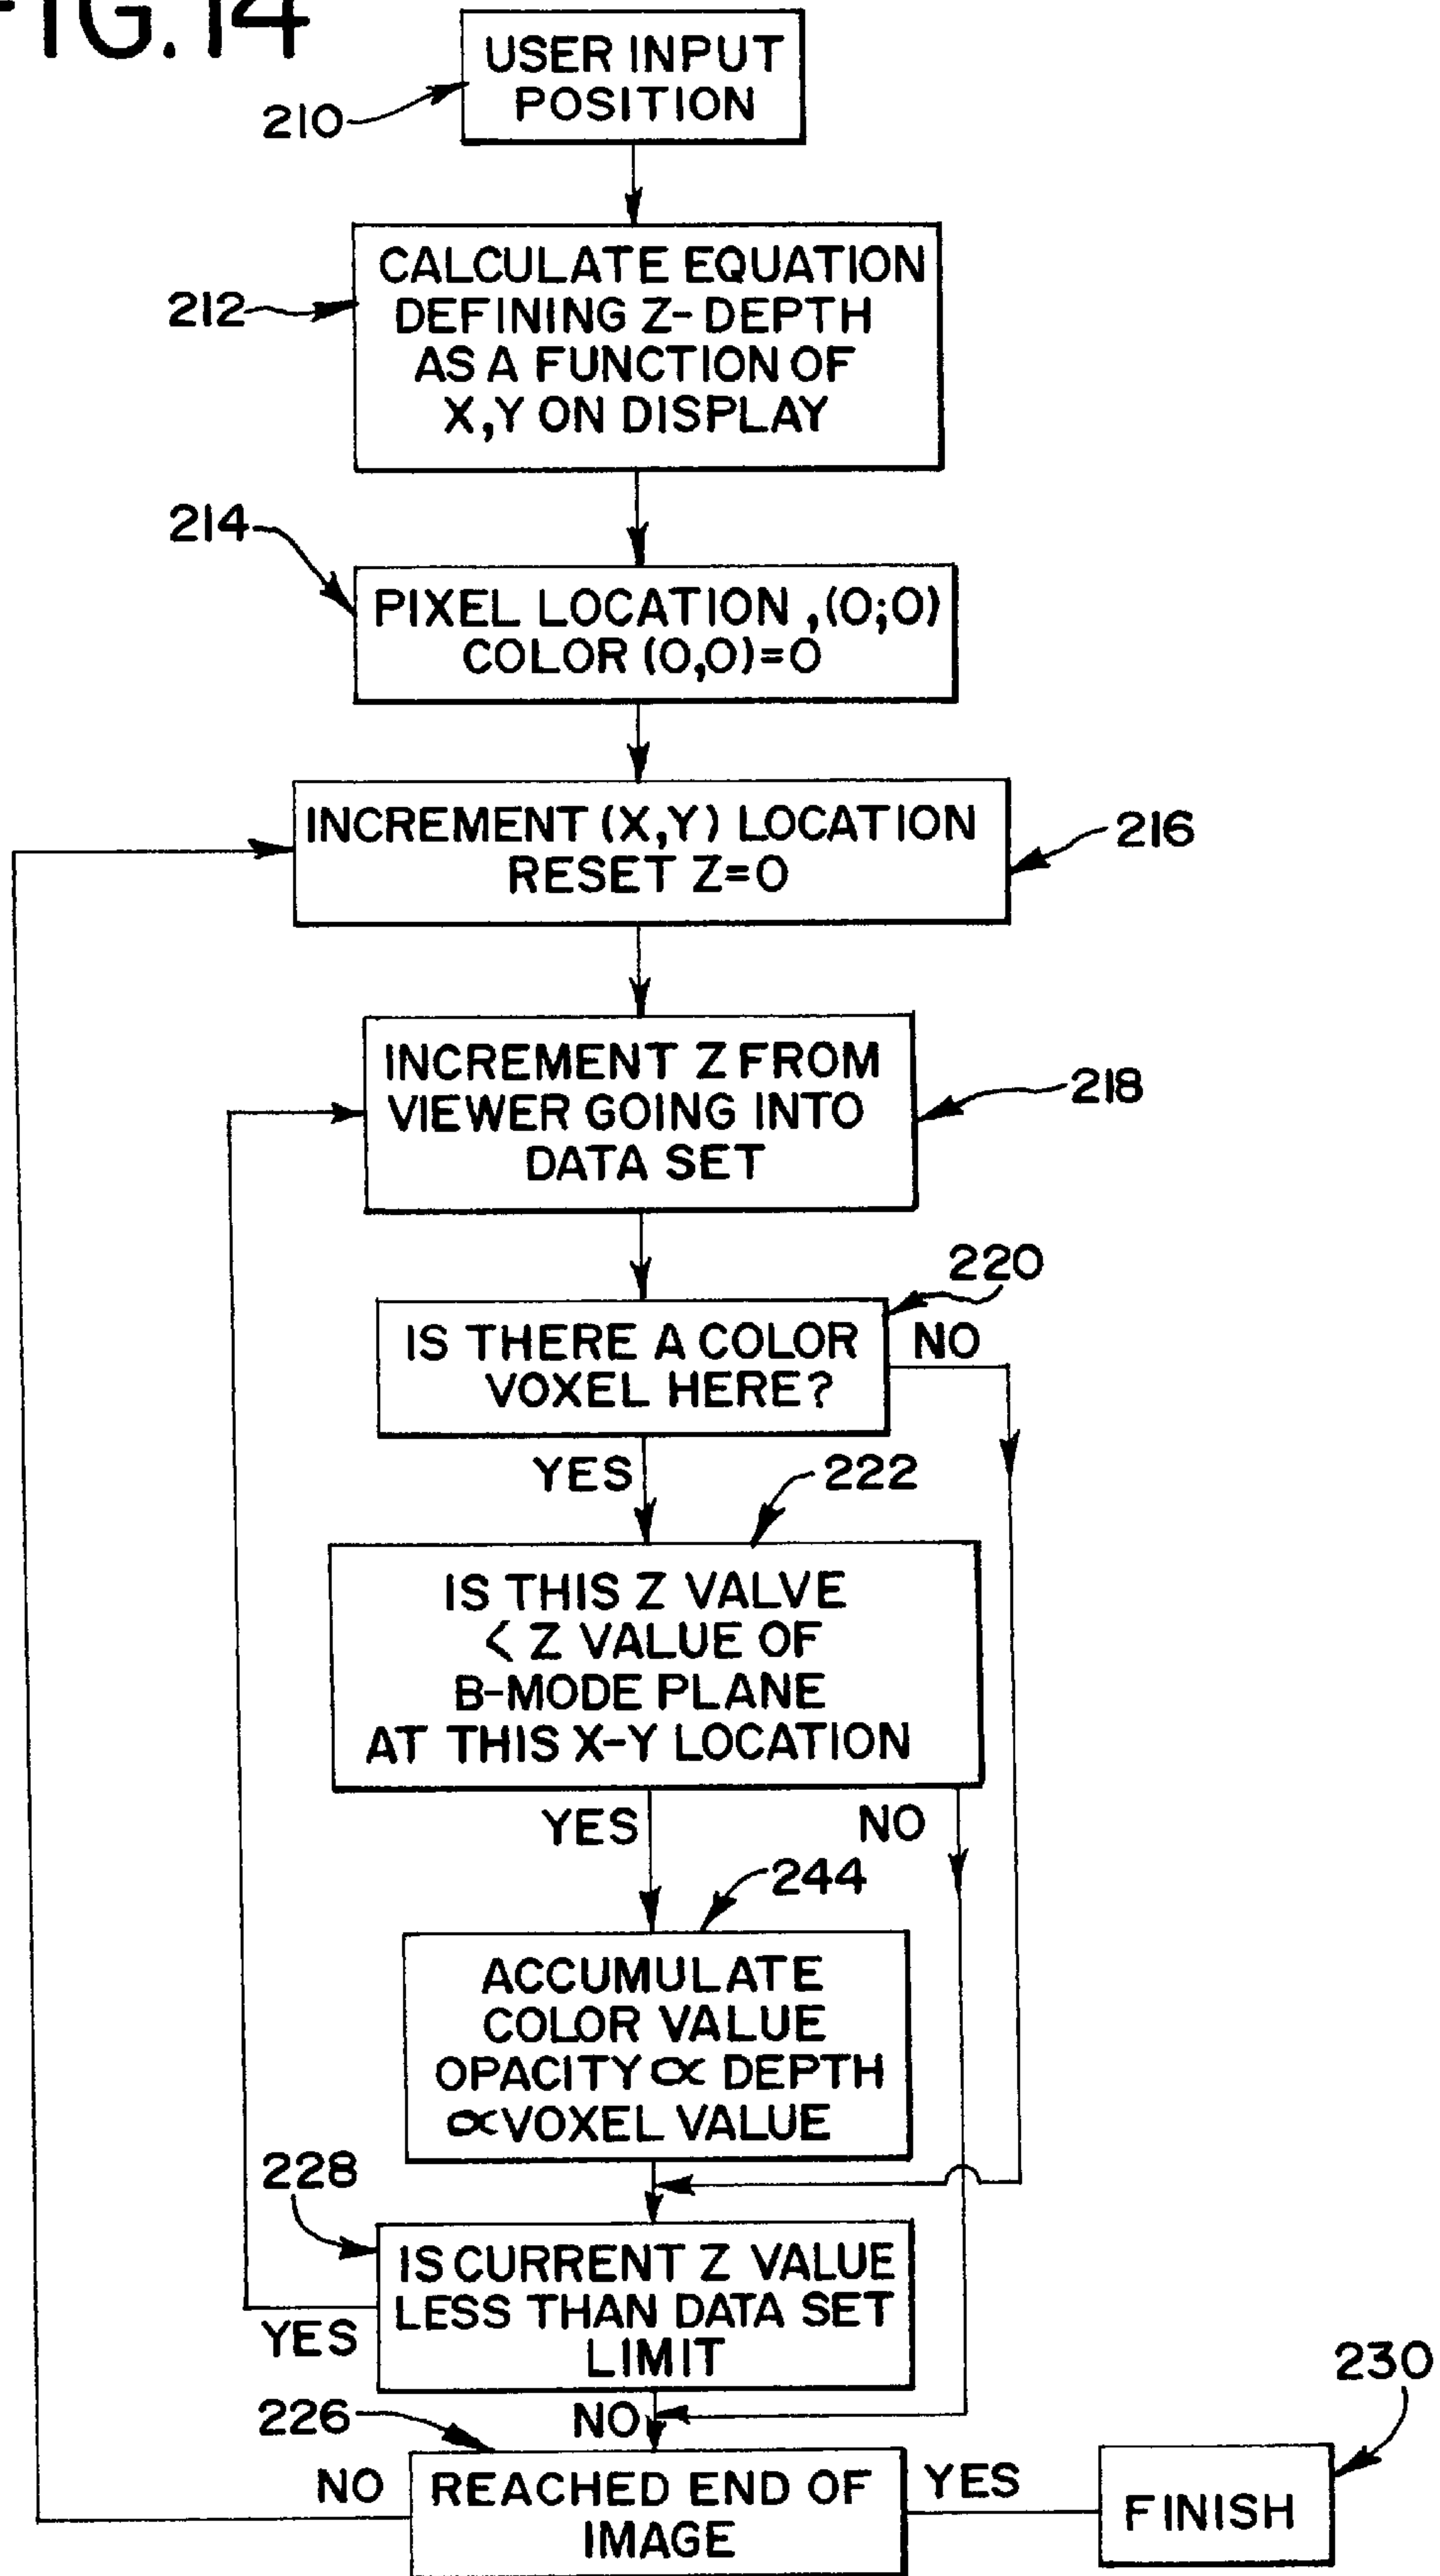 FIG. 14
USER INPUT
POSITION
210
CALCULATE EQUATION
DEFINING Z-DEPTH
AS A FUNCTION OF
X,Y ON DISPLAY
212
214
PIXEL LOCATION ,(0;0)
COLOR (0,0)=0
INCREMENT (X,Y) LOCATION
RESET Z=0
216
INCREMENT Z FROM
VIEWER GOING INTO
DATA SET
218
220
IS THERE A COLOR
VOXEL HERE?
NO
YES
222
IS THIS Z VALVE
< Z VALUE OF
B-MODE PLANE
AT THIS X-Y LOCATION
YES
NO
244
ACCUMULATE
COLOR VALUE
OPACITY ∝ DEPTH
∝ VOXEL VALUE
228
IS CURRENT Z VALUE
LESS THAN DATA SET
LIMIT
YES
230
226
NO
NO
REACHED END OF
IMAGE
YES
FINISH